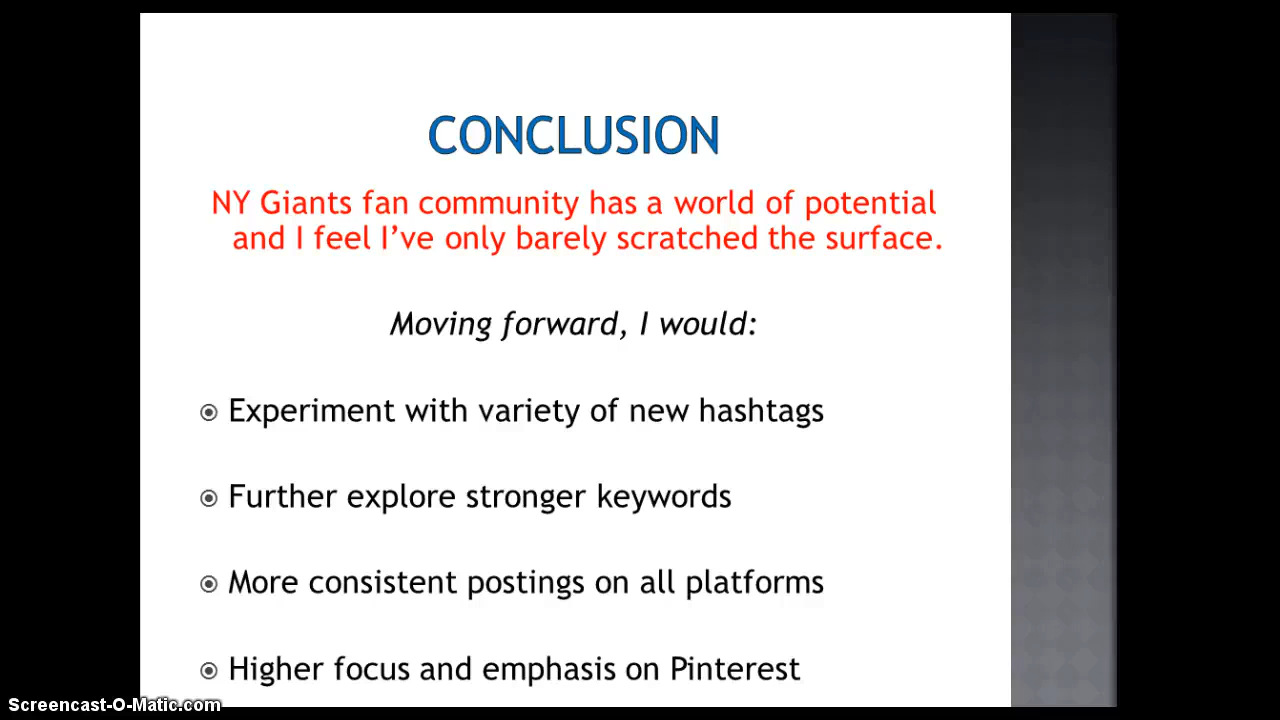 CONCLUSION
NY Giants fan community has a world of potential
and I feel I've only barely scratched the surface.
Moving forward, I would:
Experiment with variety of new hashtags
Further explore stronger keywords
More consistent postings on all platforms
Higher focus and emphasis on Pinterest
Screencast-O-Matic.com